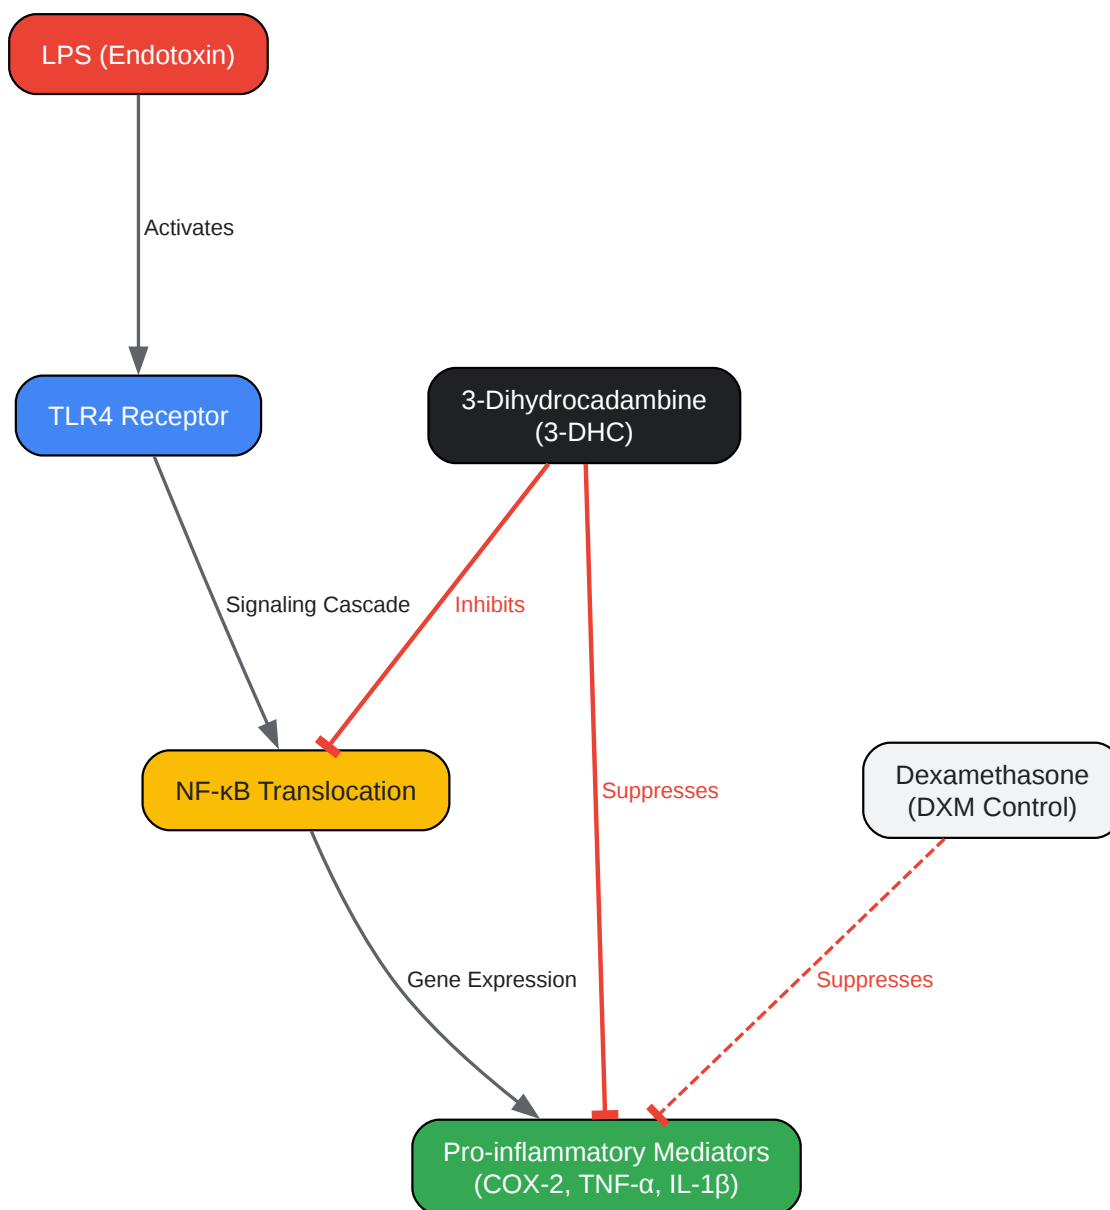 LPS (Endotoxin)
Activates
TLR4 Receptor
3-Dihydrocadambine
(3-DHC)
Signaling Cascade
Inhibits
NF-κB Translocation
Suppresses
Dexamethasone
(DXM Control)
Gene Expression
Suppresses
Pro-inflammatory Mediators
(COX-2, TNF-α, IL-1β)